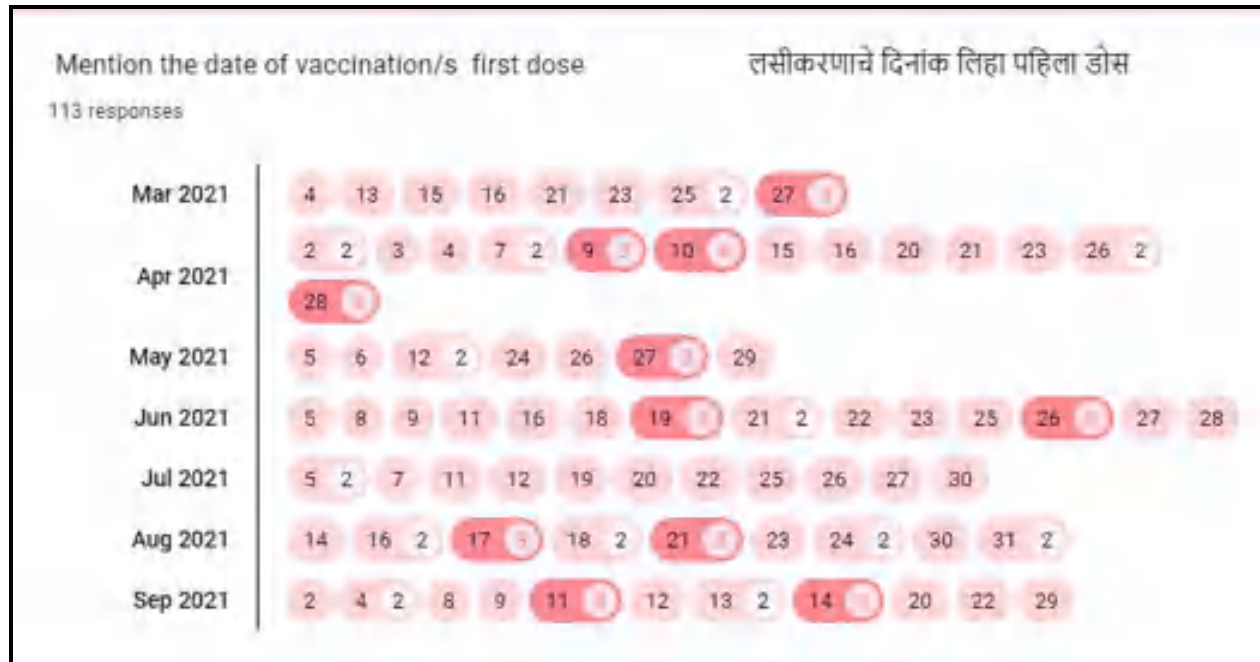 Mention the date of vaccination/s first dose लसीकरणाचे दिनांक लिहा पहिला डोस
113 responses
Mar 2021 4 13 15 16 21 23 25 2 27
Apr 2021 2 2 3 4 7 2 9 10 15 16 20 21 23 26 2
28
May 2021 5 6 12 2 24 26 27 29
Jun 2021 5 8 9 11 16 18 19 21 2 22 23 25 26 27 28
Jul 2021 5 2 7 11 12 19 20 22 25 26 27 30
Aug 2021 14 16 2 17 18 2 21 23 24 2 30 31 2
Sep 2021 2 4 2 8 9 11 12 13 2 14 20 22 29